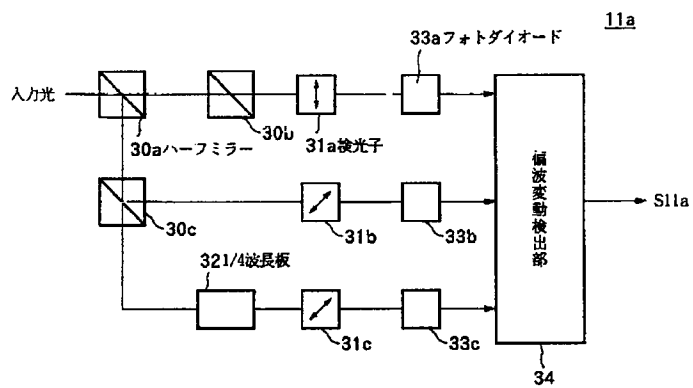 11a
33aフォトダイオード
入力光
30b
31a検光子
30aハーフミラー
偏波変動検出部
S11a
30c
31b
33b
321/4波長板
31c
33c
34